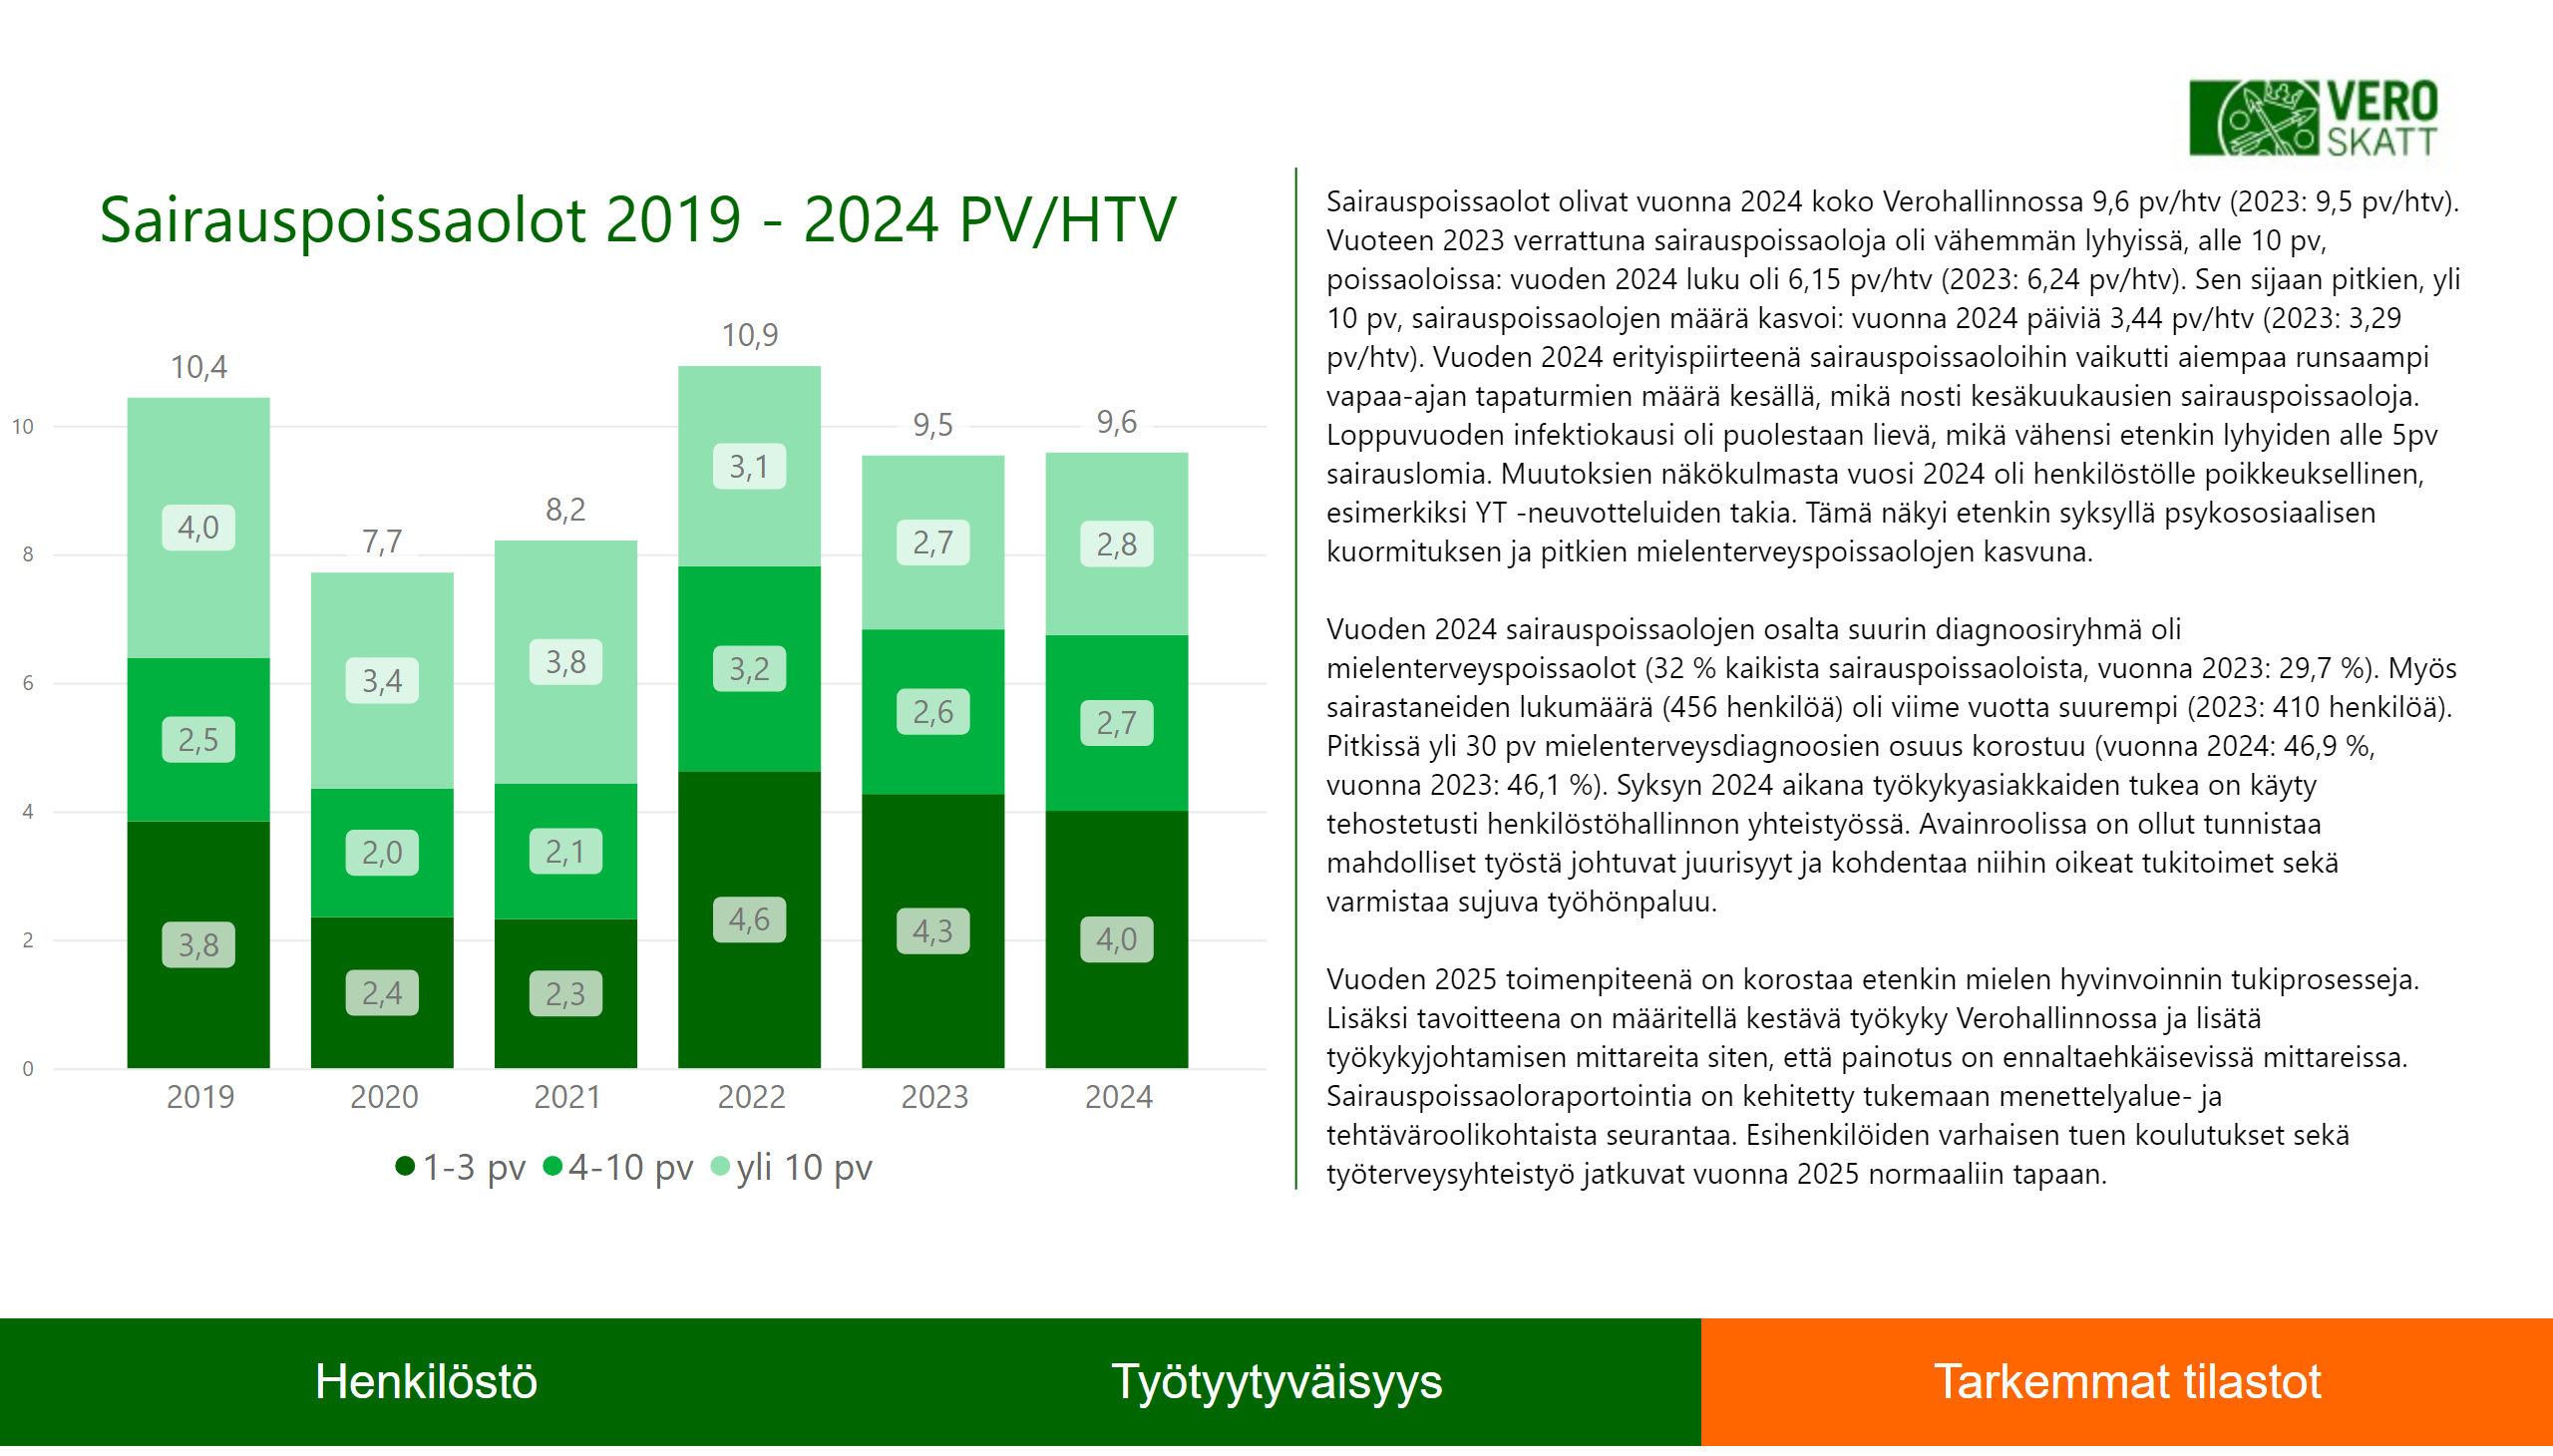 VERO
SKATT
Sairauspoissaolot 2019 - 2024 PV/HTV
10,4
7,7
8,2
10,9
9,5
9,6
10
8
6
4
2
0
4,0
2,5
3,8
3,4
2,0
2,4
3,8
2,1
2,3
3,1
3,2
4,6
2,7
2,6
4,3
2,8
2,7
4,0
2019
2020
2021
2022
2023
2024
1-3 pv
4-10 pv
yli 10 pv
Sairauspoissaolot olivat vuonna 2024 koko Verohallinnossa 9,6 pv/htv (2023: 9,5 pv/htv).
Vuoteen 2023 verrattuna sairauspoissaoloja oli vähemmän lyhyissä, alle 10 pv,
poissaoloissa: vuoden 2024 luku oli 6,15 pv/htv (2023: 6,24 pv/htv). Sen sijaan pitkien, yli
10 pv, sairauspoissaolojen määrä kasvoi: vuonna 2024 päiviä 3,44 pv/htv (2023: 3,29
pv/htv). Vuoden 2024 erityispiirteenä sairauspoissaoloihin vaikutti aiempaa runsaampi
vapaa-ajan tapaturmien määrä kesällä, mikä nosti kesäkuukausien sairauspoissaoloja.
Loppuvuoden infektiokausi oli puolestaan lievä, mikä vähensi etenkin lyhyiden alle 5pv
sairauslomia. Muutoksien näkökulmasta vuosi 2024 oli henkilöstölle poikkeuksellinen,
esimerkiksi YT -neuvotteluiden takia. Tämä näkyi etenkin syksyllä psykososiaalisen
kuormituksen ja pitkien mielenterveyspoissaolojen kasvuna.
Vuoden 2024 sairauspoissaolojen osalta suurin diagnoosiryhmä oli
mielenterveyspoissaolot (32 % kaikista sairauspoissaoloista, vuonna 2023: 29,7 %). Myös
sairastaneiden lukumäärä (456 henkilöä) oli viime vuotta suurempi (2023: 410 henkilöä).
Pitkissä yli 30 pv mielenterveysdiagnoosien osuus korostuu (vuonna 2024: 46,9 %,
vuonna 2023: 46,1 %). Syksyn 2024 aikana työkykyasiakkaiden tukea on käyty
tehostetusti henkilöstöhallinnon yhteistyössä. Avainroolissa on ollut tunnistaa
mahdolliset työstä johtuvat juurisyyt ja kohdentaa niihin oikeat tukitoimet sekä
varmistaa sujuva työhönpaluu.
Vuoden 2025 toimenpiteenä on korostaa etenkin mielen hyvinvoinnin tukiprosesseja.
Lisäksi tavoitteena on määritellä kestävä työkyky Verohallinnossa ja lisätä
työkykyjohtamisen mittareita siten, että painotus on ennaltaehkäisevissä mittareissa.
Sairauspoissaoloraportointia on kehitetty tukemaan menettelyalue- ja
tehtäväroolikohtaista seurantaa. Esihenkilöiden varhaisen tuen koulutukset sekä
työterveysyhteistyö jatkuvat vuonna 2025 normaaliin tapaan.
Henkilöstö
Työtyytyväisyys
Tarkemmat tilastot